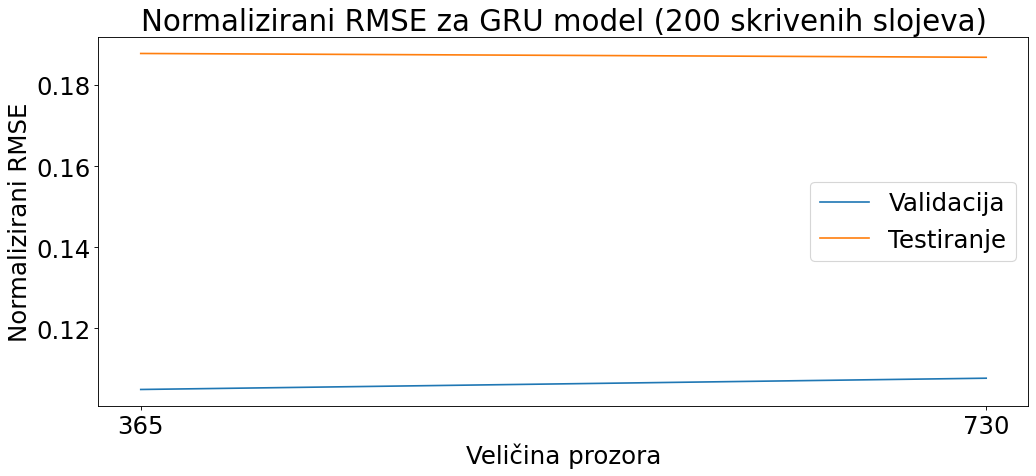 Normalizirani RMSE za GRU model (200 skrivenih slojeva)
Normalizirani RMSE
0.18
0.16
0.14
0.12
Validacija
Testiranje
365
730
Veličina prozora